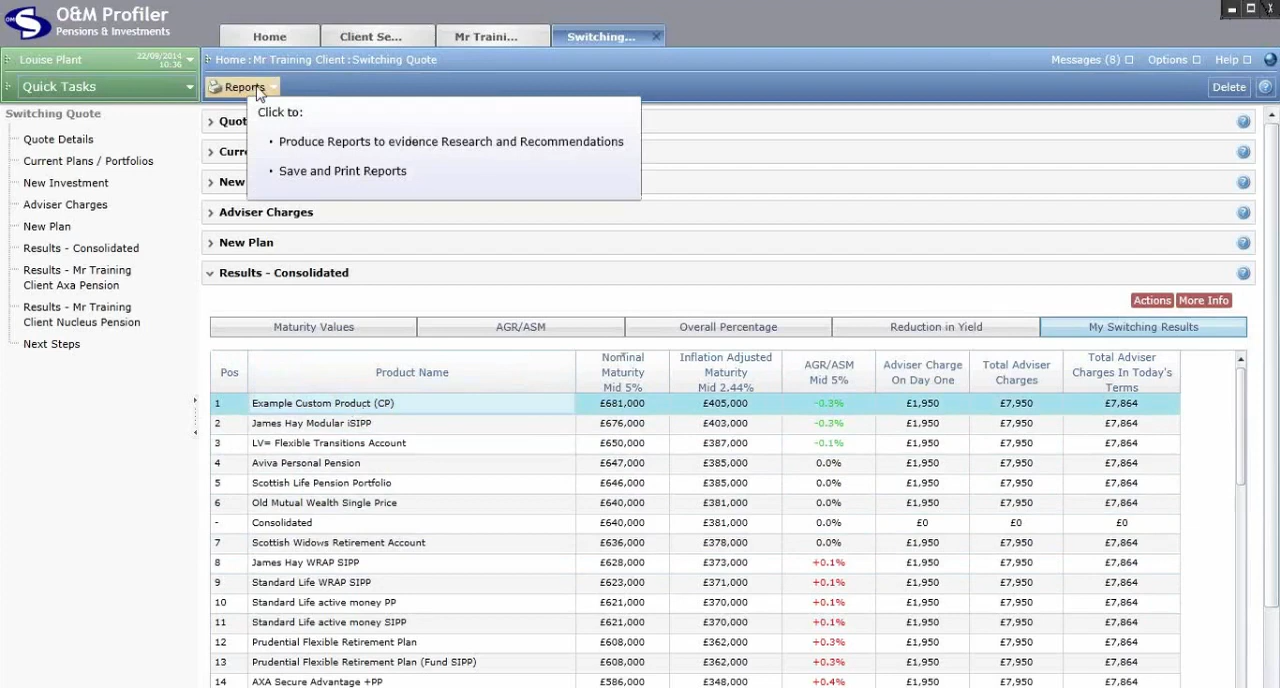 O&M Profiler
Pensions & Investments
Home
Client Se...
Mr Traini...
Switching...
Louise Plant
22/09/2014
10:36
Home : Mr Training Client : Switching Quote
Messages (8)
Options
Help
Quick Tasks
Reports
Delete
Click to:
• Produce Reports to evidence Research and Recommendations
• Save and Print Reports
Switching Quote
Quote Details
Current Plans / Portfolios
New Investment
Adviser Charges
New Plan
Results - Consolidated
Results - Mr Training
Client Axa Pension
Results - Mr Training
Client Nucleus Pension
Next Steps
Quot
Curre
New
Adviser Charges
New Plan
Results - Consolidated
Actions
More Info
Maturity Values
AGR/ASM
Overall Percentage
Reduction in Yield
My Switching Results
Pos
Product Name
Nominal
Maturity
Mid 5%
Inflation Adjusted
Maturity
Mid 2.44%
AGR/ASM
Mid 5%
Adviser Charge
On Day One
Total Adviser
Charges
Total Adviser
Charges In Today's
Terms
1 Example Custom Product (CP) £681,000 £405,000 -0.3% £1,950 £7,950 £7,864
2 James Hay Modular iSIPP £676,000 £403,000 -0.3% £1,950 £7,950 £7,864
3 LV= Flexible Transitions Account £650,000 £387,000 -0.1% £1,950 £7,950 £7,864
4 Aviva Personal Pension £647,000 £385,000 0.0% £1,950 £7,950 £7,864
5 Scottish Life Pension Portfolio £646,000 £385,000 0.0% £1,950 £7,950 £7,864
6 Old Mutual Wealth Single Price £640,000 £381,000 0.0% £1,950 £7,950 £7,864
- Consolidated £640,000 £381,000 0.0% £0 £0 £0
7 Scottish Widows Retirement Account £636,000 £378,000 0.0% £1,950 £7,950 £7,864
8 James Hay WRAP SIPP £628,000 £373,000 +0.1% £1,950 £7,950 £7,864
9 Standard Life WRAP SIPP £623,000 £371,000 +0.1% £1,950 £7,950 £7,864
10 Standard Life active money PP £621,000 £370,000 +0.1% £1,950 £7,950 £7,864
11 Standard Life active money SIPP £621,000 £370,000 +0.1% £1,950 £7,950 £7,864
12 Prudential Flexible Retirement Plan £608,000 £362,000 +0.3% £1,950 £7,950 £7,864
13 Prudential Flexible Retirement Plan (Fund SIPP) £608,000 £362,000 +0.3% £1,950 £7,950 £7,864
14 AXA Secure Advantage +PP £586,000 £348,000 +0.4% £1,950 £7,950 £7,864